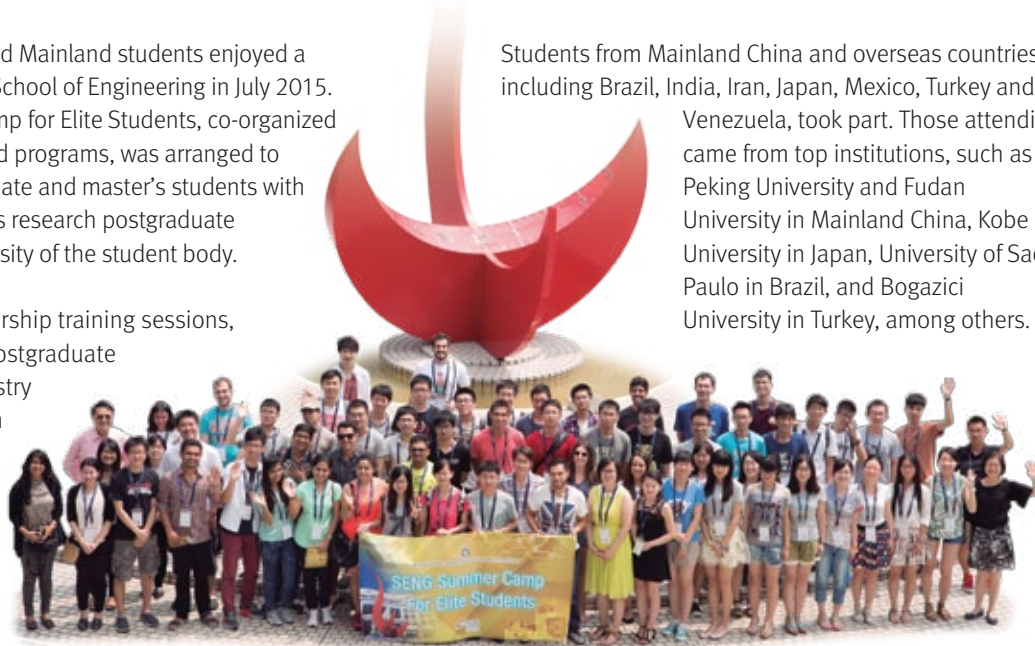 d Mainland students enjoyed a
School of Engineering in July 2015.
mp for Elite Students, co-organized
d programs, was arranged to
ate and master's students with
s research postgraduate
sity of the student body.
rship training sessions,
ostgraduate
stry
Students from Mainland China and overseas countries
including Brazil, India, Iran, Japan, Mexico, Turkey and
Venezuela, took part. Those attendi
came from top institutions, such as
Peking University and Fudan
University in Mainland China, Kobe
University in Japan, University of Sao
Paulo in Brazil, and Bogazici
University in Turkey, among others.
SENG Summer Camp
For Elite Students